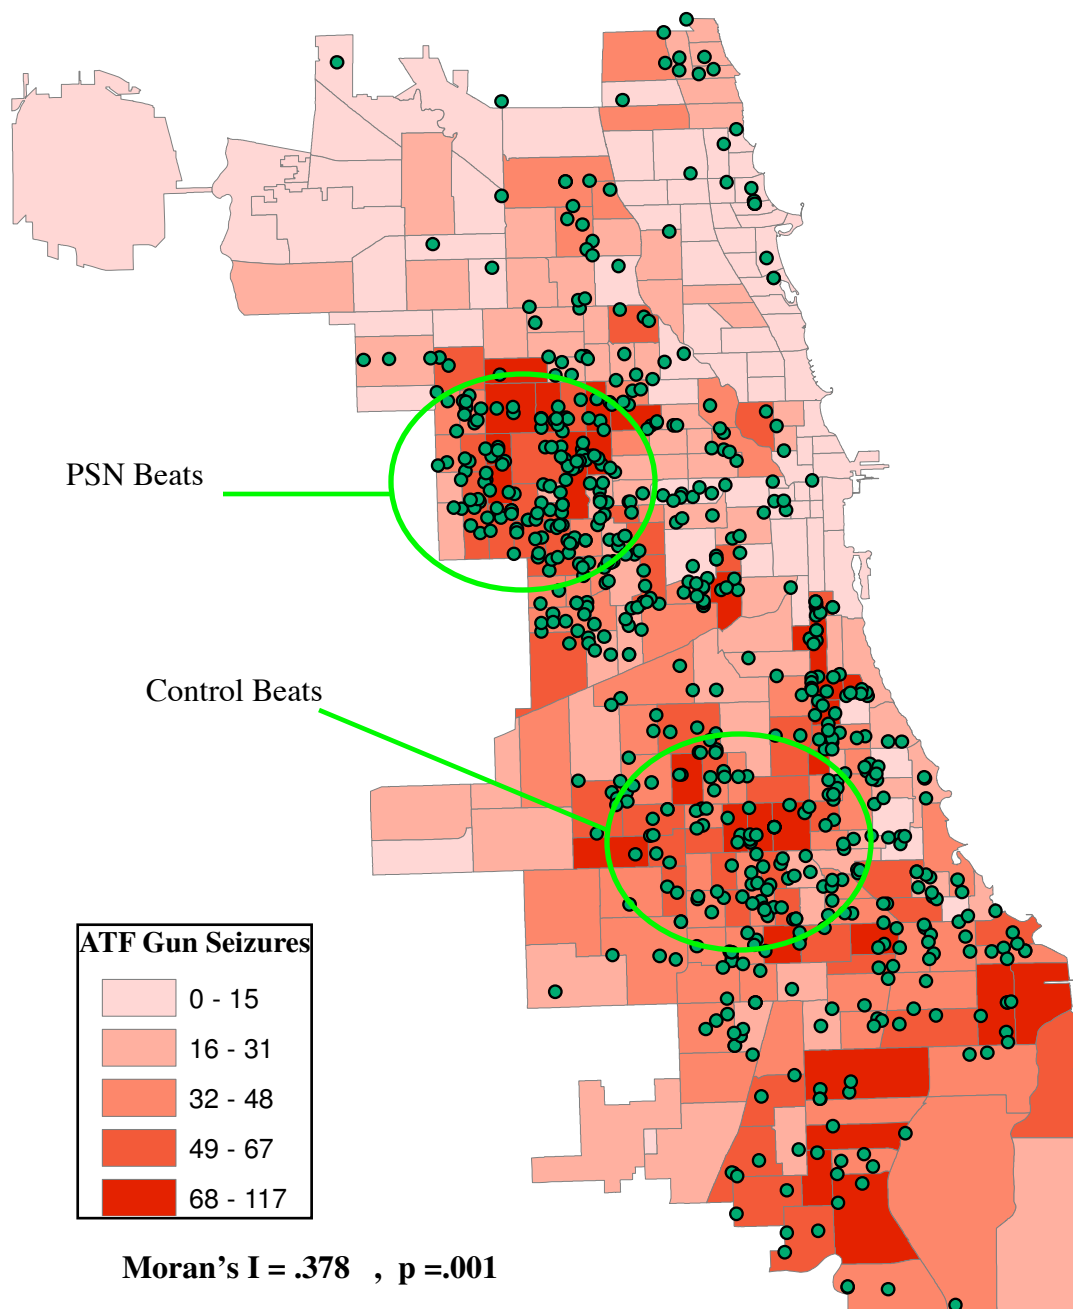 PSN Beats
Control Beats
ATF Gun Seizures
0 - 15
16 - 31
32 - 48
49 - 67
68 - 117
Moran's I = .378 , p =.001